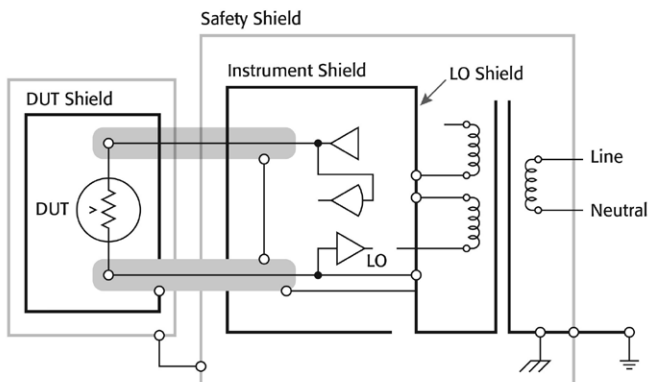 Safety Shield
Instrument Shield
LO Shield
DUT Shield
DUT
V
Line
Neutral
LO